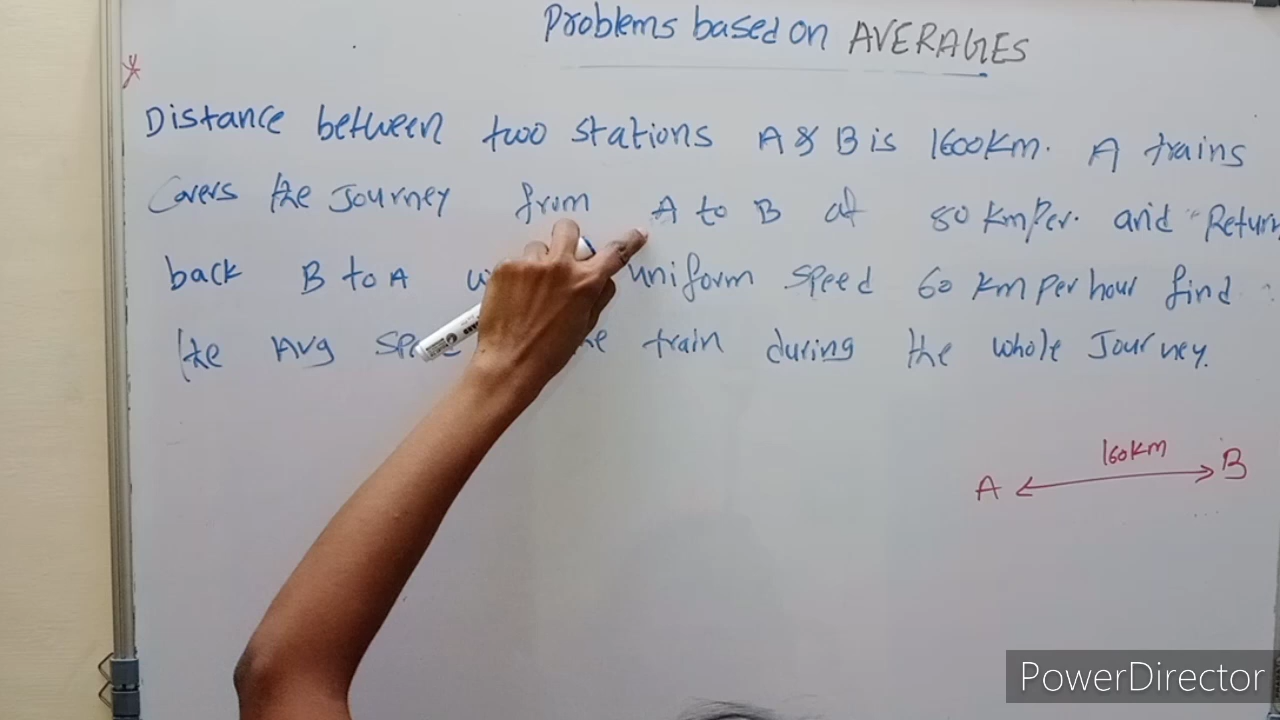 Problems based on AVERAGES
Distance between two stations A & B is 1600km. A trains
Covers the Journey from A to B at 80 km Per. and Return
back B to A uniform speed 60 km per hour find
the Avg train during the whole Journey.
160km
A B
PowerDirector